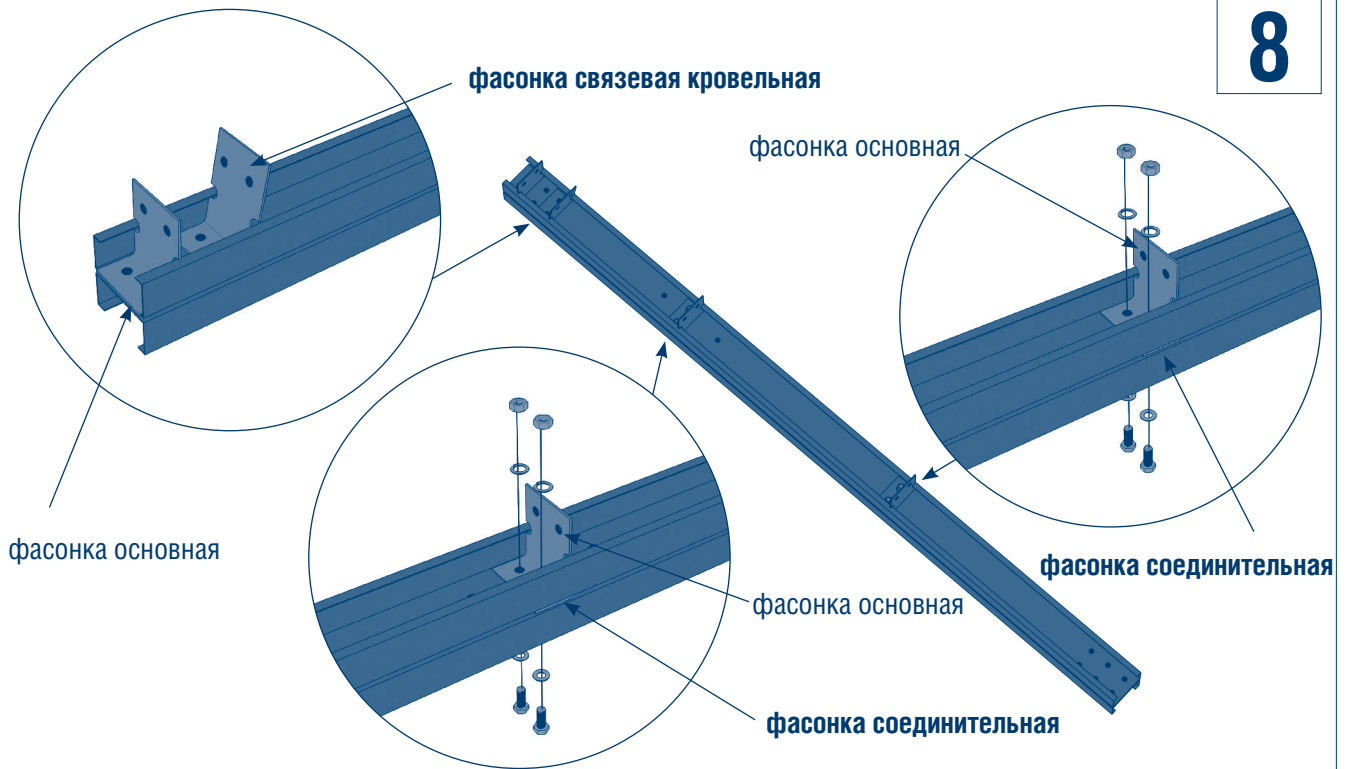 8
фасонка связевая кровельная
фасонка основная
фасонка основная
фасонка соединительная
фасонка основная
фасонка соединительная